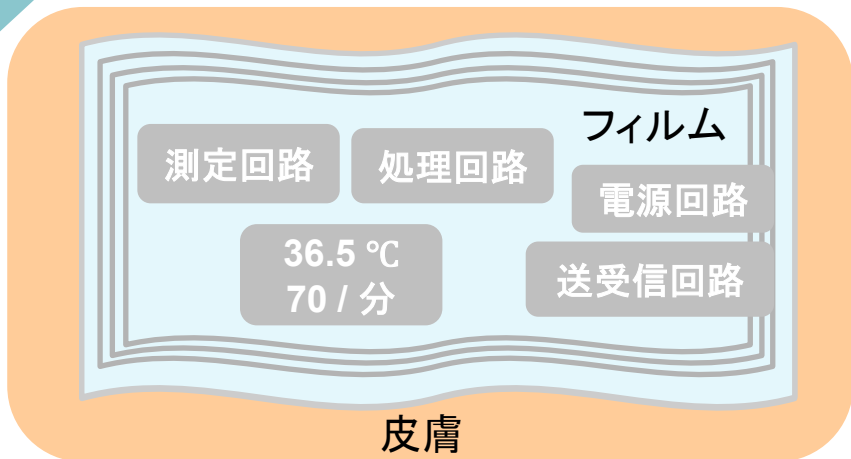 フィルム
測定回路
処理回路
電源回路
36.5 ℃
70 / 分
送受信回路
皮膚